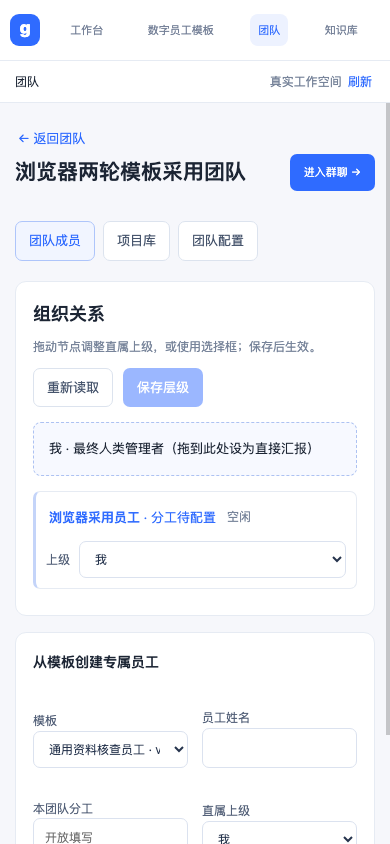 g 工作台 数字员工模板 团队 知识库
团队 真实工作空间 刷新
← 返回团队
浏览器两轮模板采用团队
进入群聊 →
团队成员 项目库 团队配置
组织关系
拖动节点调整直属上级，或使用选择框；保存后生效。
重新读取 保存层级
我 · 最终人类管理者（拖到此处设为直接汇报）
浏览器采用员工 · 分工待配置 空闲
上级 我
从模板创建专属员工
模板 员工姓名
通用资料核查员工 · v
本团队分工 直属上级
开放填写 我